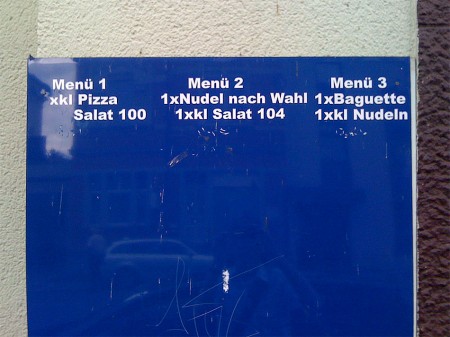 Menü 1
xkl Pizza
Salat 100
Menü 2
1xNudel nach Wahl
1xkl Salat 104
Menü 3
1xBaguette
1xkl Nudeln